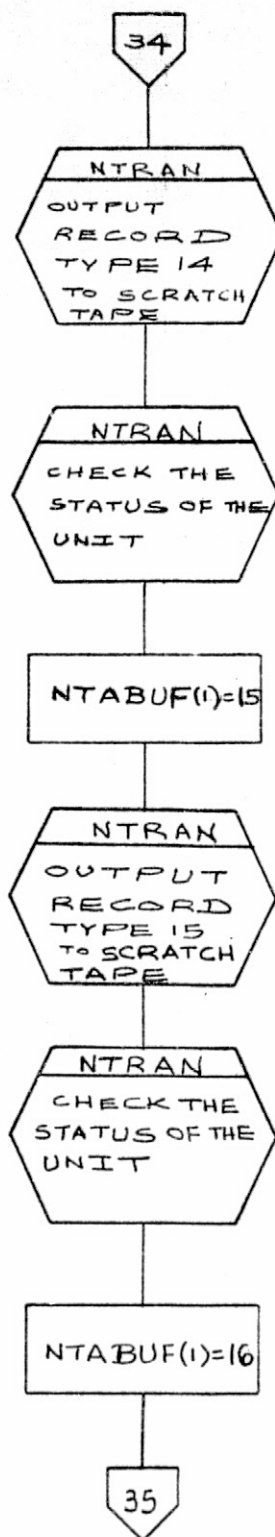 34
NTRAN
OUTPUT
RECORD
TYPE 14
TO SCRATCH
TAPE
NTRAN
CHECK THE
STATUS OF THE
UNIT
NTABUF(1)=15
NTRAN
OUTPUT
RECORD
TYPE 15
TO SCRATCH
TAPE
NTRAN
CHECK THE
STATUS OF THE
UNIT
NTABUF(1)=16
35